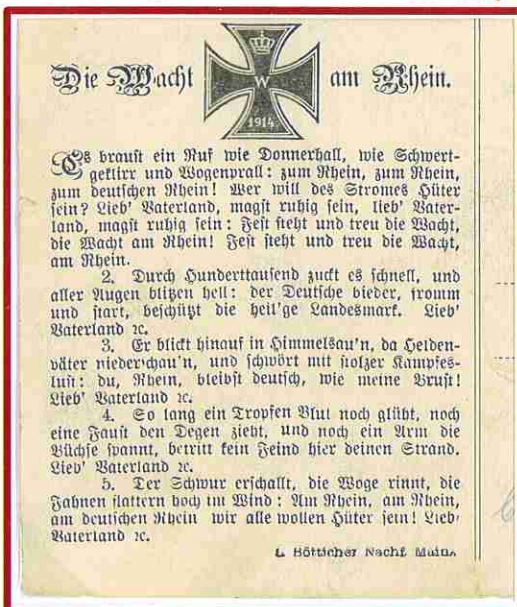 Die Wacht am Rhein.
W
1914
Es braust ein Ruf wie Donnerhall, wie Schwert-
geklirr und Wogenprall: zum Rhein, zum Rhein,
zum deutschen Rhein! Wer will des Stromes Hüter
sein? Lieb' Vaterland, magst ruhig sein, lieb' Vater-
land, magst ruhig sein: Fest steht und treu die Wacht,
die Wacht am Rhein! Fest steht und treu die Wacht,
am Rhein.
2. Durch Hunderttausend zuckt es schnell, und
aller Augen blitzen hell: der Deutsche bieder, fromm
und stark, beschützt die heil'ge Landesmark. Lieb'
Vaterland ꝛc.
3. Er blickt hinauf in Himmelsau'n, da Helden-
väter niederschau'n, und schwört mit stolzer Kampfes-
lust: du, Rhein, bleibst deutsch, wie meine Brust!
Lieb' Vaterland ꝛc.
4. So lang ein Tropfen Blut noch glüht, noch
eine Faust den Degen zieht, und noch ein Arm die
Büchse spannt, betritt kein Feind hier deinen Strand.
Lieb' Vaterland ꝛc.
5. Der Schwur erschallt, die Woge rinnt, die
Fahnen flattern hoch im Wind: Am Rhein, am Rhein,
am deutschen Rhein wir alle wollen Hüter sein! Lieb'
Vaterland ꝛc.
L. Bötticher Nachf. Mainz